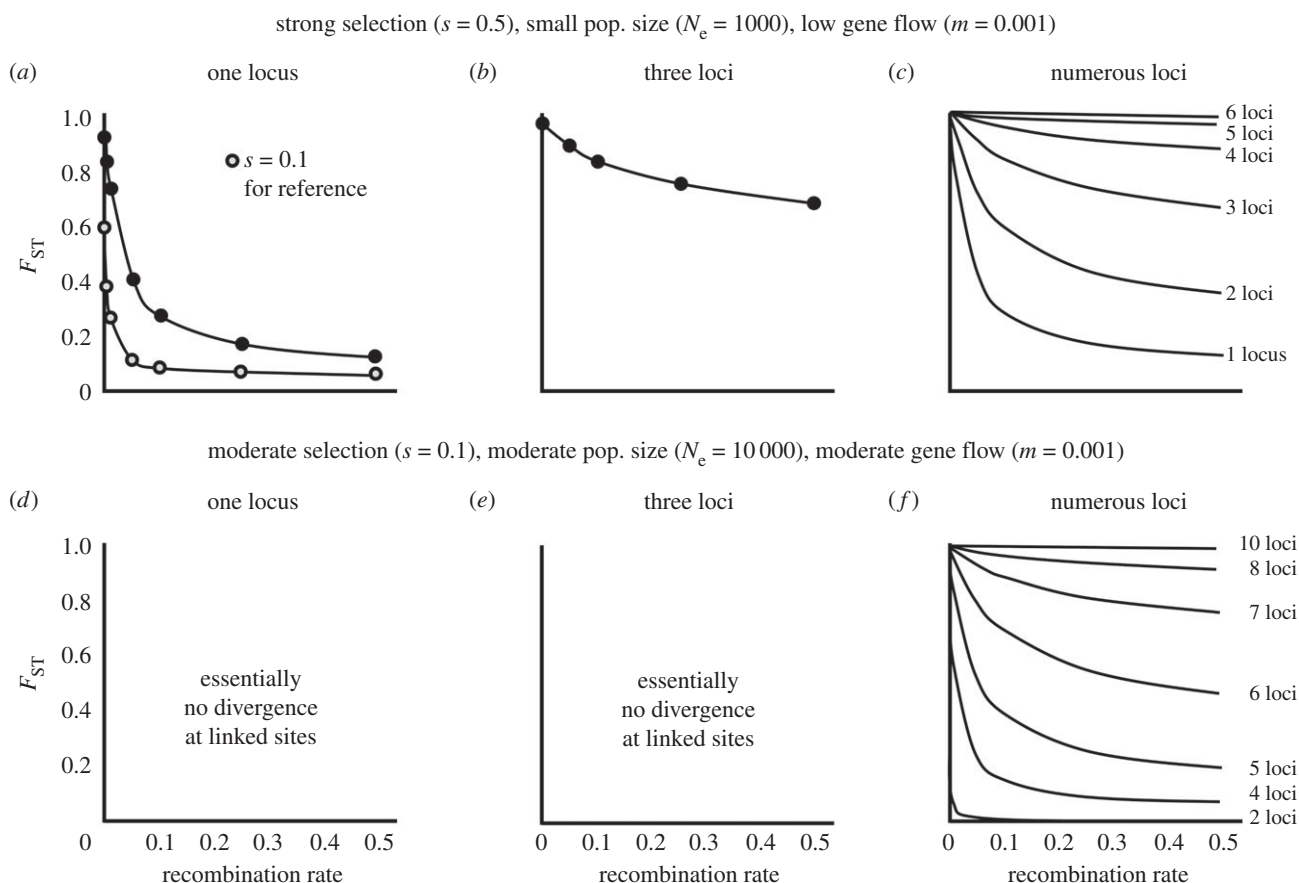 strong selection (s = 0.5), small pop. size (Ne = 1000), low gene flow (m = 0.001)
(a) one locus
1.0
0.8
0.6
0.4
0.2
0
FST
s = 0.1
for reference
(b) three loci
(c) numerous loci
6 loci
5 loci
4 loci
3 loci
2 loci
1 locus
moderate selection (s = 0.1), moderate pop. size (Ne = 10 000), moderate gene flow (m = 0.001)
(d) one locus
1.0
0.8
0.6
0.4
0.2
FST
essentially
no divergence
at linked sites
0 0.1 0.2 0.3 0.4 0.5
recombination rate
(e) three loci
essentially
no divergence
at linked sites
0 0.1 0.2 0.3 0.4 0.5
recombination rate
(f) numerous loci
10 loci
8 loci
7 loci
6 loci
5 loci
4 loci
2 loci
0 0.1 0.2 0.3 0.4 0.5
recombination rate